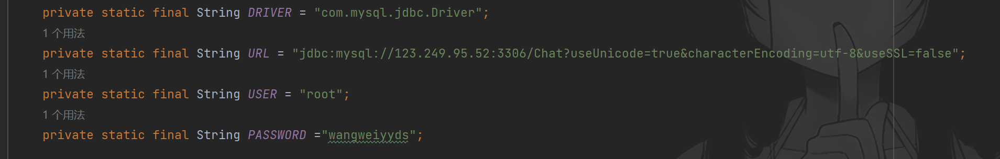 private static final String DRIVER = "com.mysql.jdbc.Driver";
1 个用法
private static final String URL = "jdbc:mysql://123.249.95.52:3306/Chat?useUnicode=true&characterEncoding=utf-8&useSSL=false";
1 个用法
private static final String USER = "root";
1 个用法
private static final String PASSWORD ="wangweiyyds";